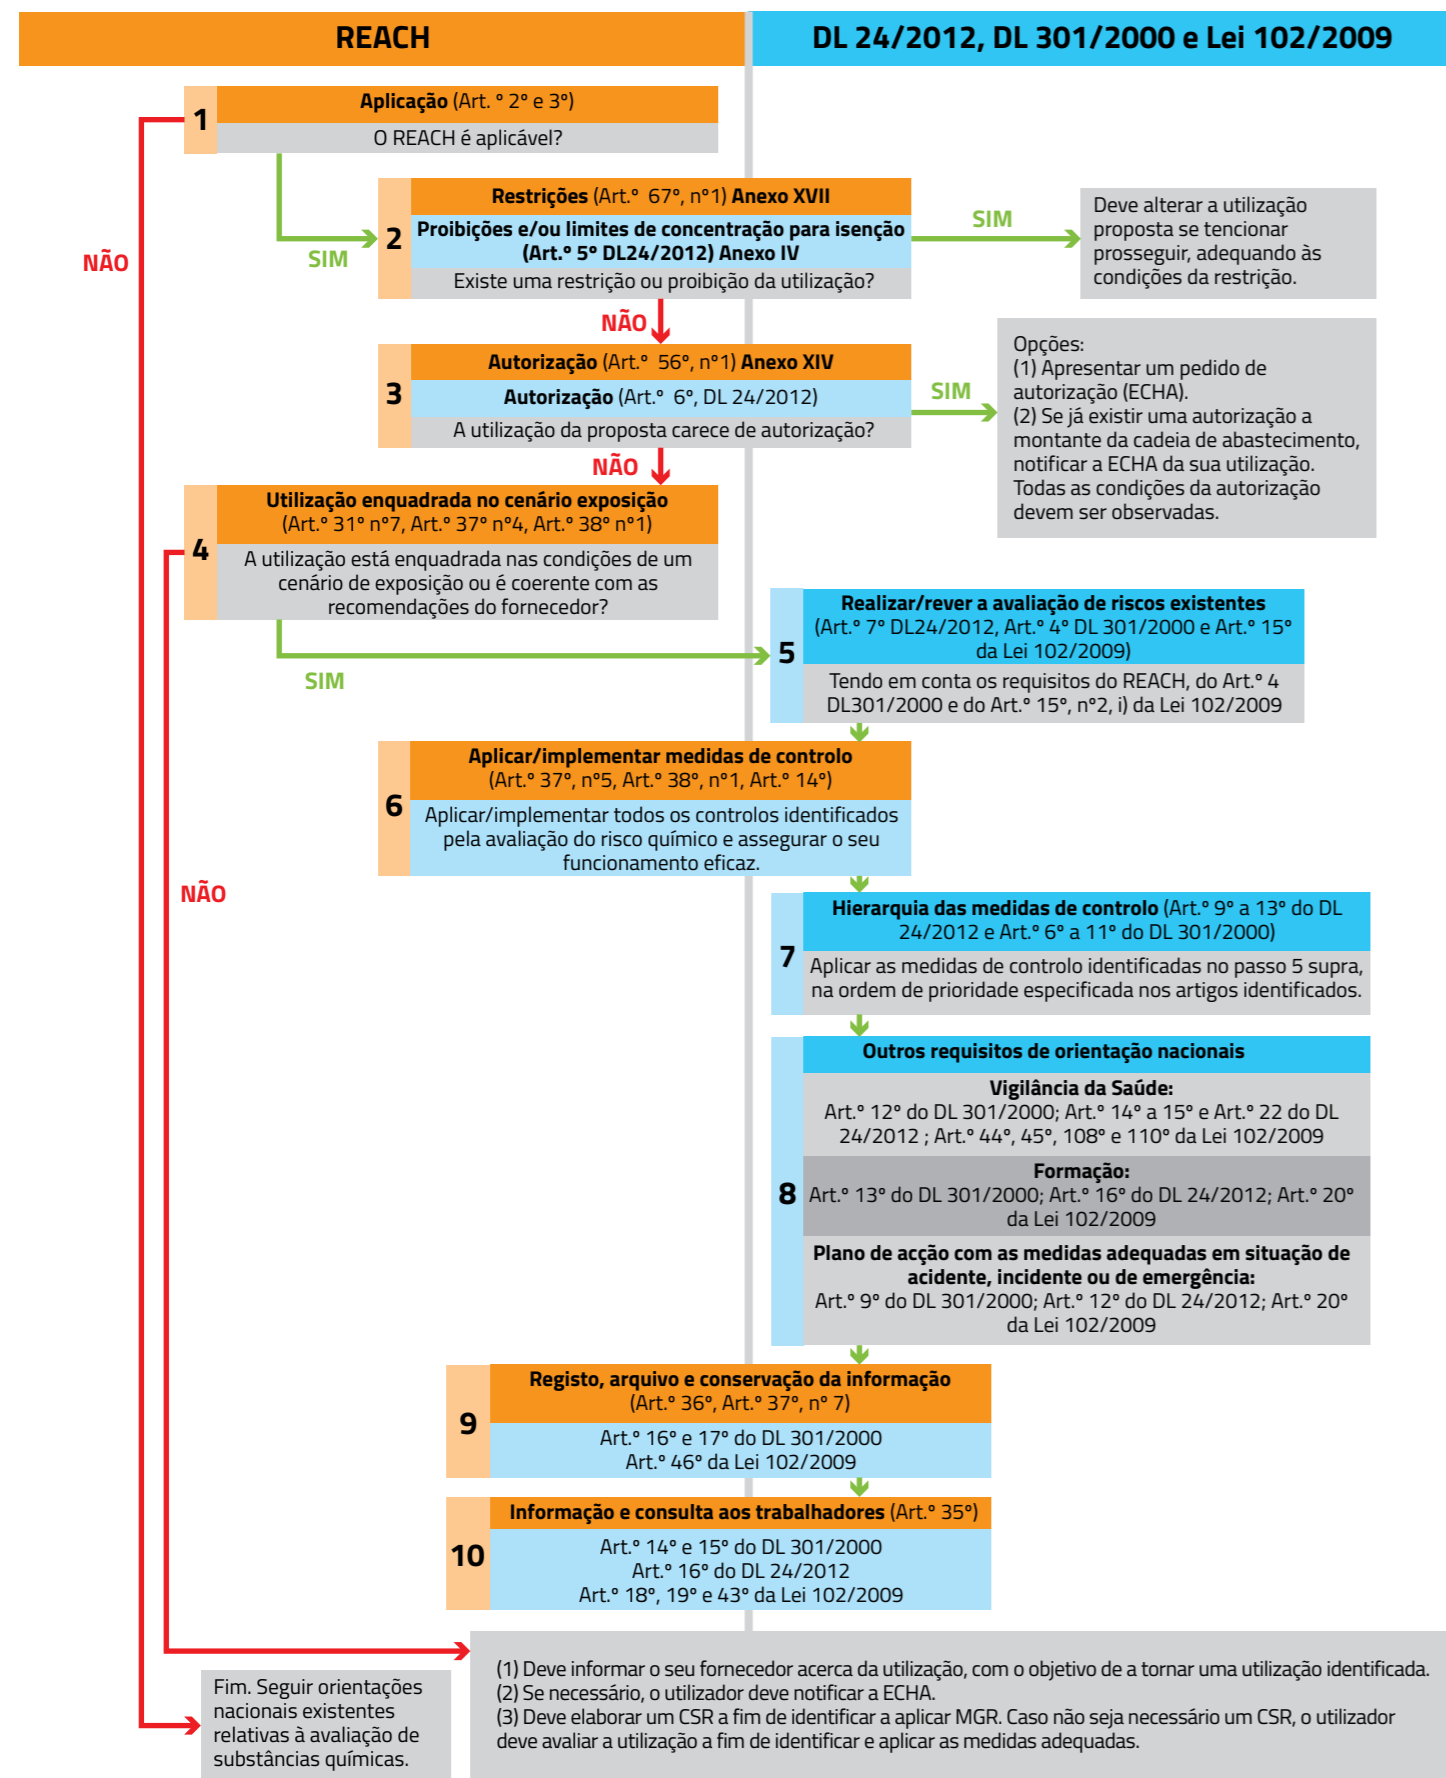 REACH
DL 24/2012, DL 301/2000 e Lei 102/2009
1
Aplicação (Art. º 2º e 3º)
O REACH é aplicável?
NÃO
SIM
2
Restrições (Art.º 67º, nº1) Anexo XVII
Proibições e/ou limites de concentração para isenção
(Art.º 5º DL24/2012) Anexo IV
Existe uma restrição ou proibição da utilização?
SIM
Deve alterar a utilização
proposta se tencionar
prosseguir, adequando às
condições da restrição.
NÃO
3
Autorização (Art.º 56º, nº1) Anexo XIV
Autorização (Art.º 6º, DL 24/2012)
A utilização da proposta carece de autorização?
SIM
Opções:
(1) Apresentar um pedido de
autorização (ECHA).
(2) Se já existir uma autorização a
montante da cadeia de abastecimento,
notificar a ECHA da sua utilização.
Todas as condições da autorização
devem ser observadas.
NÃO
4
Utilização enquadrada no cenário exposição
(Art.º 31º nº7, Art.º 37º nº4, Art.º 38º nº1)
A utilização está enquadrada nas condições de um
cenário de exposição ou é coerente com as
recomendações do fornecedor?
SIM
5
Realizar/rever a avaliação de riscos existentes
(Art.º 7º DL24/2012, Art.º 4º DL 301/2000 e Art.º 15º
da Lei 102/2009)
Tendo em conta os requisitos do REACH, do Art.º 4
DL301/2000 e do Art.º 15º, nº2, i) da Lei 102/2009
6
Aplicar/implementar medidas de controlo
(Art.º 37º, nº5, Art.º 38º, nº1, Art.º 14º)
Aplicar/implementar todos os controlos identificados
pela avaliação do risco químico e assegurar o seu
funcionamento eficaz.
NÃO
7
Hierarquia das medidas de controlo (Art.º 9º a 13º do DL
24/2012 e Art.º 6º a 11º do DL 301/2000)
Aplicar as medidas de controlo identificadas no passo 5 supra,
na ordem de prioridade especificada nos artigos identificados.
8
Outros requisitos de orientação nacionais
Vigilância da Saúde:
Art.º 12º do DL 301/2000; Art.º 14º a 15º e Art.º 22 do DL
24/2012 ; Art.º 44º, 45º, 108º e 110º da Lei 102/2009
Formação:
Art.º 13º do DL 301/2000; Art.º 16º do DL 24/2012; Art.º 20º
da Lei 102/2009
Plano de acção com as medidas adequadas em situação de
acidente, incidente ou de emergência:
Art.º 9º do DL 301/2000; Art.º 12º do DL 24/2012; Art.º 20º
da Lei 102/2009
9
Registo, arquivo e conservação da informação
(Art.º 36º, Art.º 37º, nº 7)
Art.º 16º e 17º do DL 301/2000
Art.º 46º da Lei 102/2009
10
Informação e consulta aos trabalhadores (Art.º 35º)
Art.º 14º e 15º do DL 301/2000
Art.º 16º do DL 24/2012
Art.º 18º, 19º e 43º da Lei 102/2009
Fim. Seguir orientações
nacionais existentes
relativas à avaliação de
substâncias químicas.
(1) Deve informar o seu fornecedor acerca da utilização, com o objetivo de a tornar uma utilização identificada.
(2) Se necessário, o utilizador deve notificar a ECHA.
(3) Deve elaborar um CSR a fim de identificar a aplicar MGR. Caso não seja necessário um CSR, o utilizador
deve avaliar a utilização a fim de identificar e aplicar as medidas adequadas.